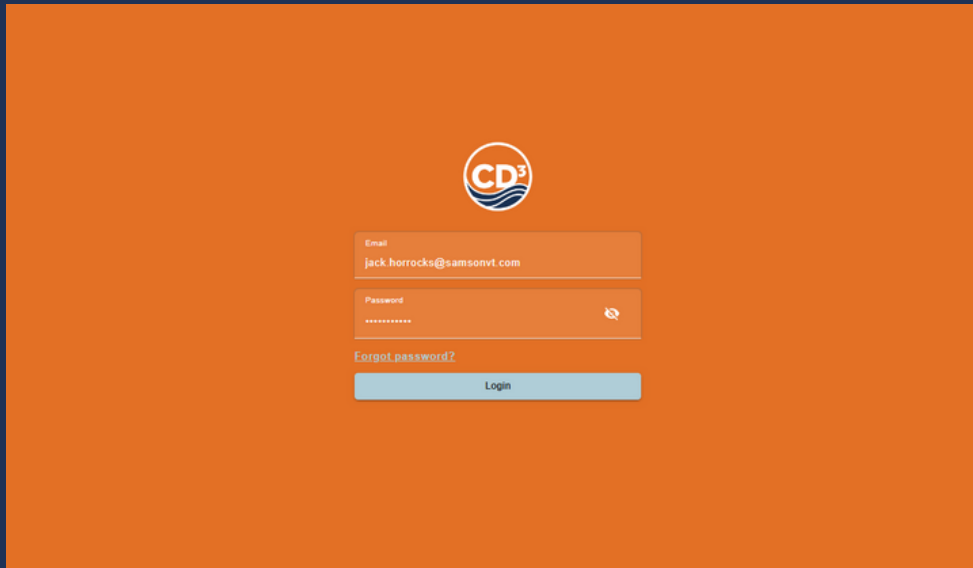 CD³
Email
jack.horrocks@samsonvt.com
Password
•••••••••••
Forgot password?
Login